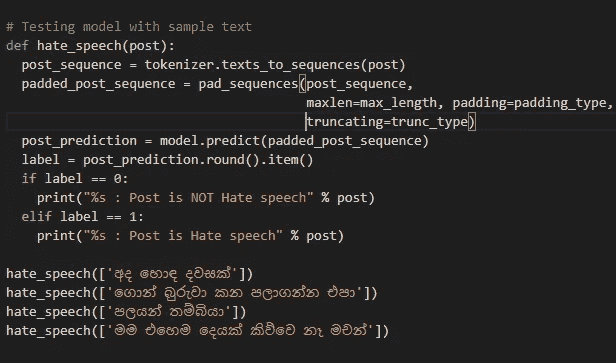 # Testing model with sample text
def hate_speech(post):
  post_sequence = tokenizer.texts_to_sequences(post)
  padded_post_sequence = pad_sequences(post_sequence,
                                       maxlen=max_length, padding=padding_type,
                                       truncating=trunc_type)
  post_prediction = model.predict(padded_post_sequence)
  label = post_prediction.round().item()
  if label == 0:
    print("%s : Post is NOT Hate speech" % post)
  elif label == 1:
    print("%s : Post is Hate speech" % post)
hate_speech(['අද හොඳ දවසක්'])
hate_speech(['ගොන් බුරුවා කන පලාගන්න එපා'])
hate_speech(['පලයන් තම්බියා'])
hate_speech(['මම එහෙම දෙයක් කිව්වෙ නෑ මචන්'])